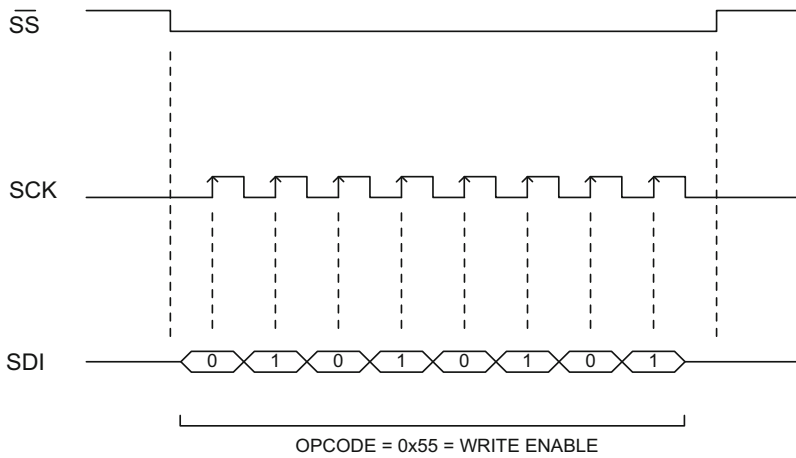 SS
SCK
SDI
0 1 0 1 0 1 0 1
OPCODE = 0x55 = WRITE ENABLE